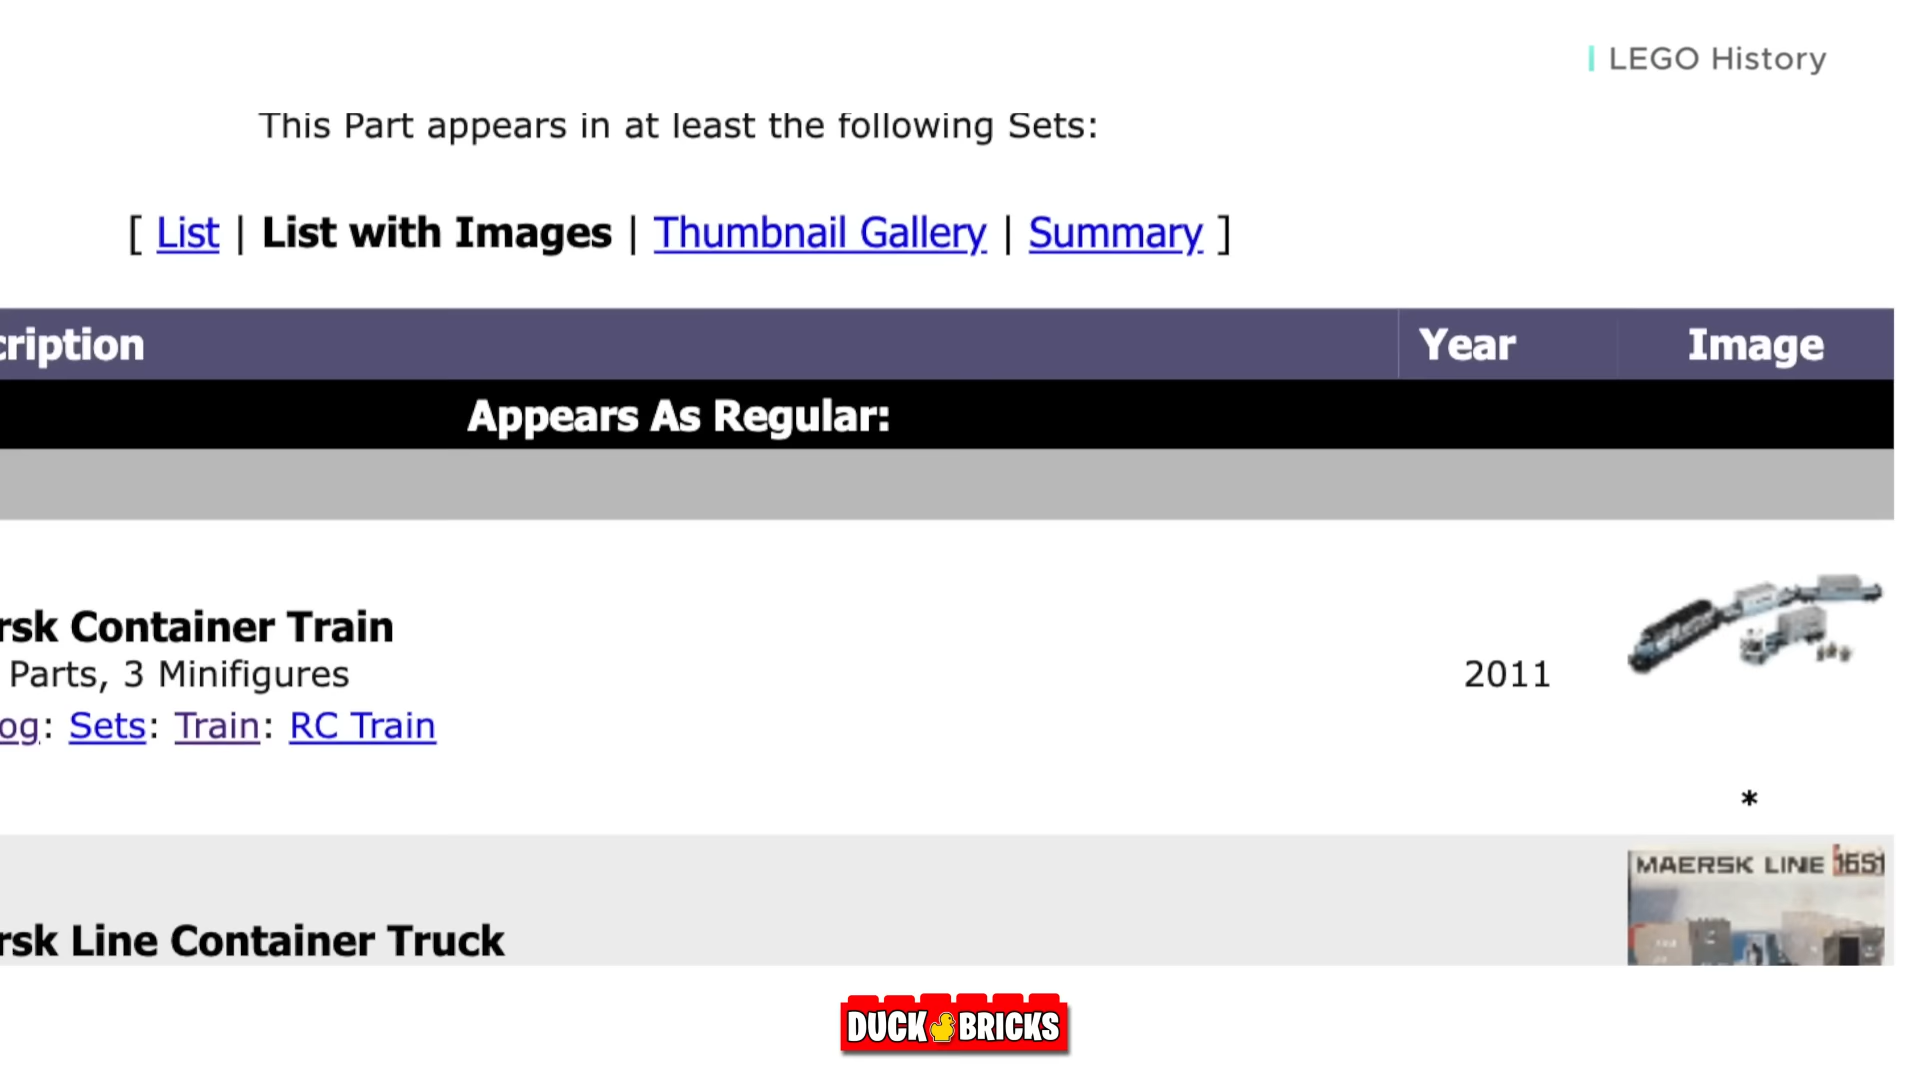 LEGO History
This Part appears in at least the following Sets:
[ List | List with Images | Thumbnail Gallery | Summary ]
cription Year Image
Appears As Regular:
rsk Container Train
Parts, 3 Minifigures 2011
og: Sets: Train: RC Train
*
MAERSK LINE 1651
rsk Line Container Truck
DUCK BRICKS